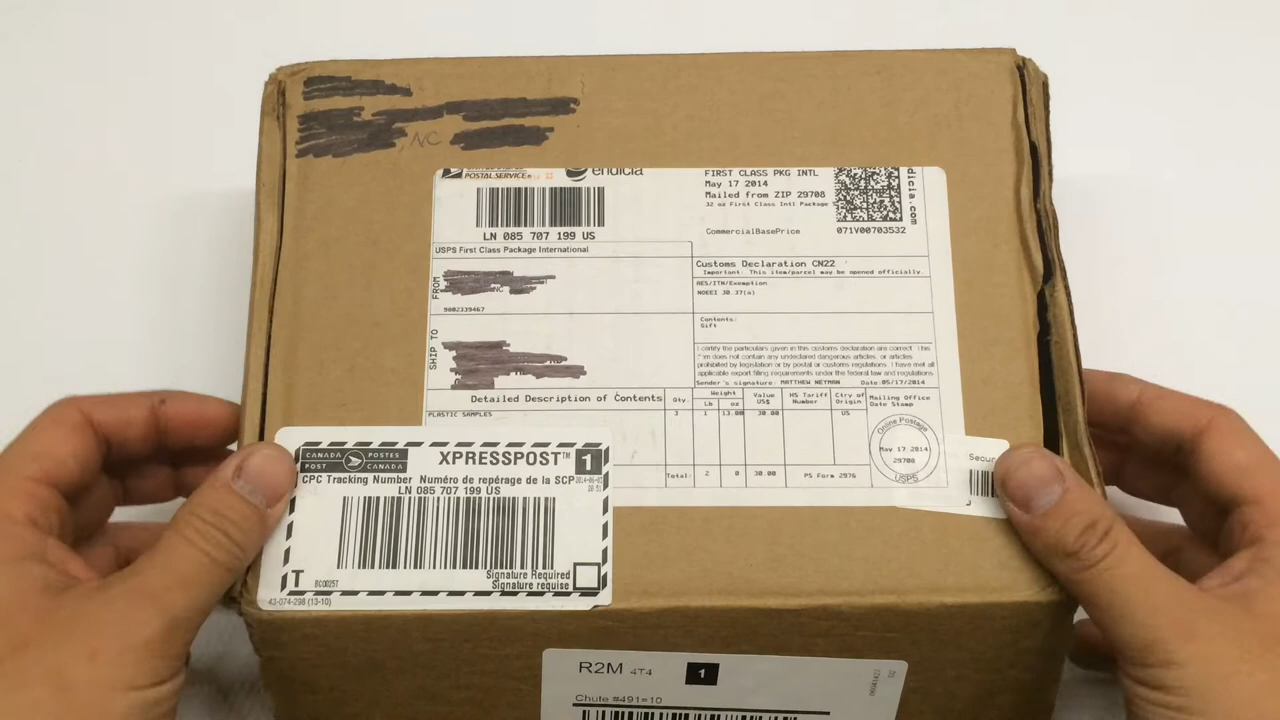 NC
POSTAL SERVICE®
endicia
FIRST CLASS PKG INTL
May 17 2014
Mailed from ZIP 29708
32 oz First Class Intl Package
CommercialBasePrice
071V00703532
dicia.com
LN 085 707 199 US
USPS First Class Package International
FROM
NC
9802339467
SHIP TO
Customs Declaration CN22
Important: This item/parcel may be opened officially.
AES/ITN/Exemption
NOEEI 30.37(a)
Contents:
Gift
I certify the particulars given in this customs declaration are correct. This
does not contain any undeclared dangerous articles, or articles
prohibited by legislation or by postal or customs regulations. I have met all
applicable export filing requirements under the federal law and regulations
Sender's signature: MATTHEW NETMAN Date:05/17/2014
Detailed Description of Contents Qty. Weight Lb oz Value US$ HS Tariff Number Ctry of Origin Mailing Office Date Stamp
PLASTIC SAMPLES 3 1 13.00 30.00 US
Total: 2 0 30.00 PS Form 2976
Online Postage
May 17 2014
29708
USPS
Secur
CANADA POSTES
POST CANADA
XPRESSPOST™ 1
CPC Tracking Number Numéro de repérage de la SCP
LN 085 707 199 US
T BC0025T
Signature Required
Signature requise
43-074-298 (13-10)
R2M 4T4 1
Chute #491=10